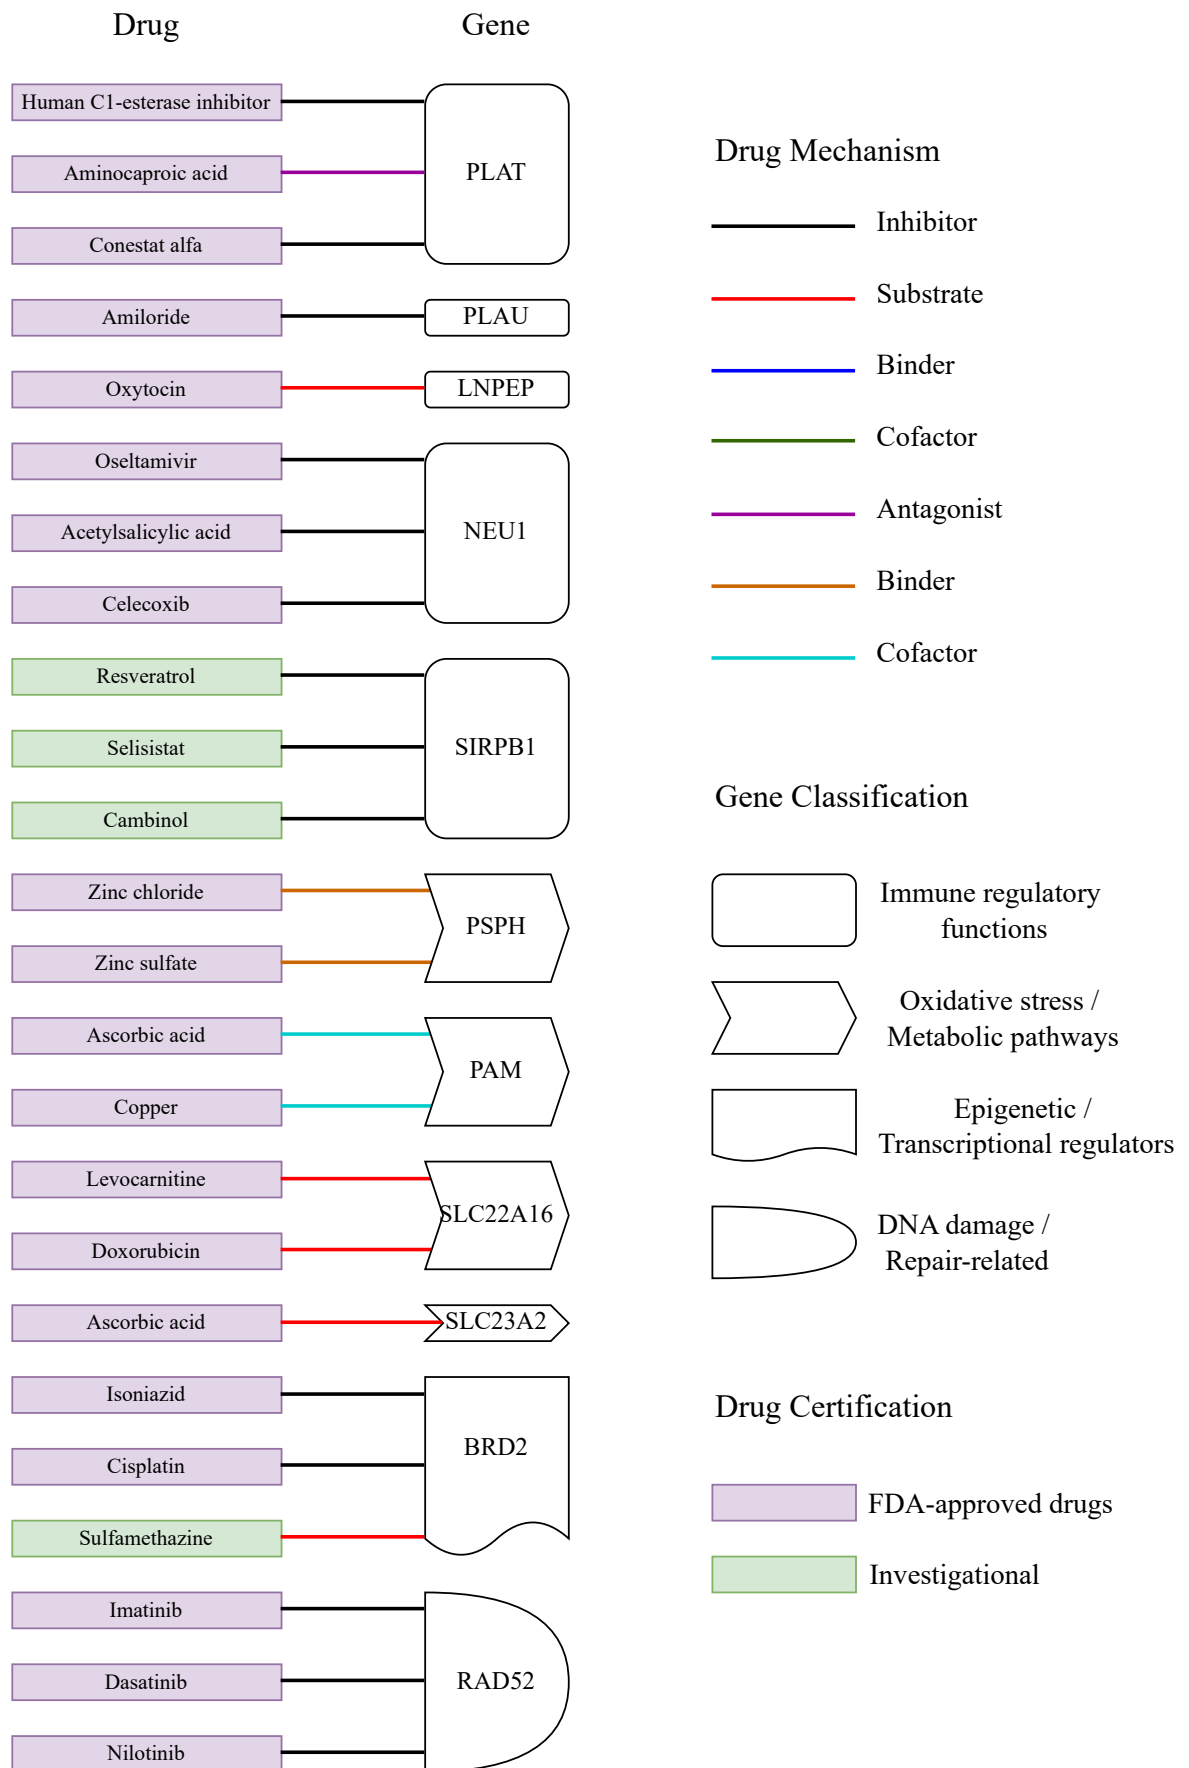 Drug
Gene
Human C1-esterase inhibitor
Aminocaproic acid
PLAT
Conestat alfa
Amiloride
PLAU
Oxytocin
LNPEP
Oseltamivir
Acetylsalicylic acid
NEU1
Celecoxib
Resveratrol
Selisistat
SIRPB1
Cambinol
Zinc chloride
PSPH
Zinc sulfate
Ascorbic acid
PAM
Copper
Levocarnitine
SLC22A16
Doxorubicin
Ascorbic acid
SLC23A2
Isoniazid
BRD2
Cisplatin
Sulfamethazine
Imatinib
Dasatinib
RAD52
Nilotinib
Drug Mechanism
Inhibitor
Substrate
Binder
Cofactor
Antagonist
Binder
Cofactor
Gene Classification
Immune regulatory
functions
Oxidative stress /
Metabolic pathways
Epigenetic /
Transcriptional regulators
DNA damage /
Repair-related
Drug Certification
FDA-approved drugs
Investigational